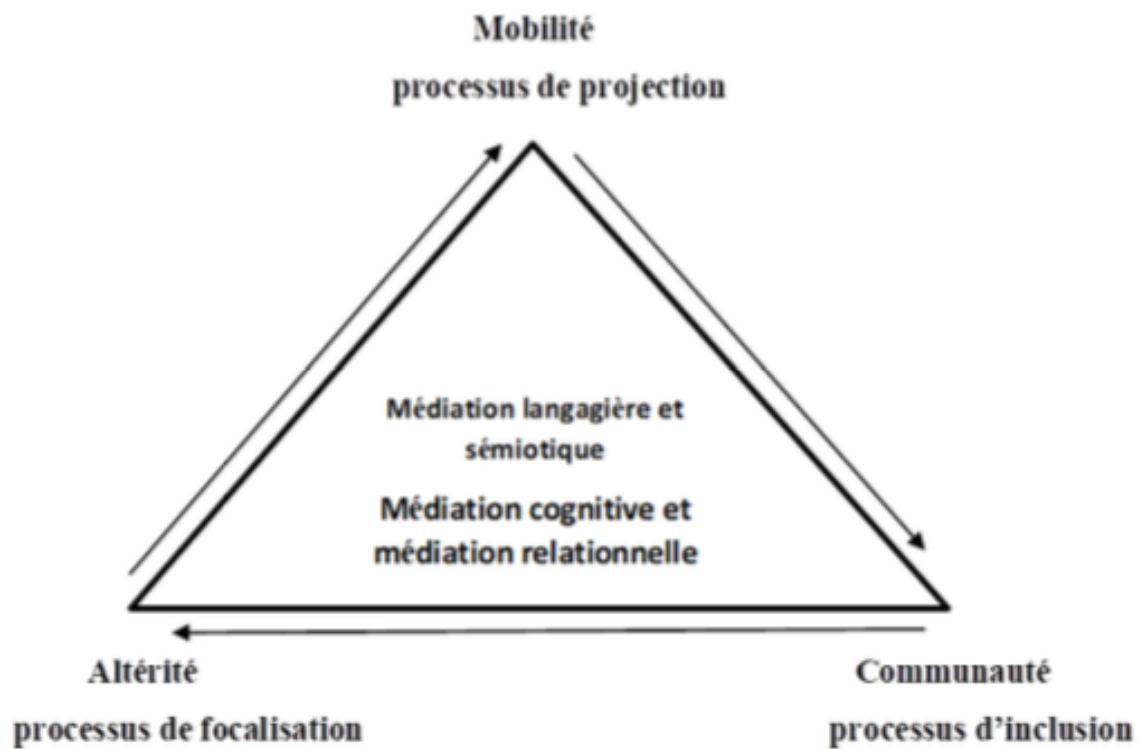 Mobilité
processus de projection
Médiation langagière et
sémiotique
Médiation cognitive et
médiation relationnelle
Altérité
processus de focalisation
Communauté
processus d’inclusion